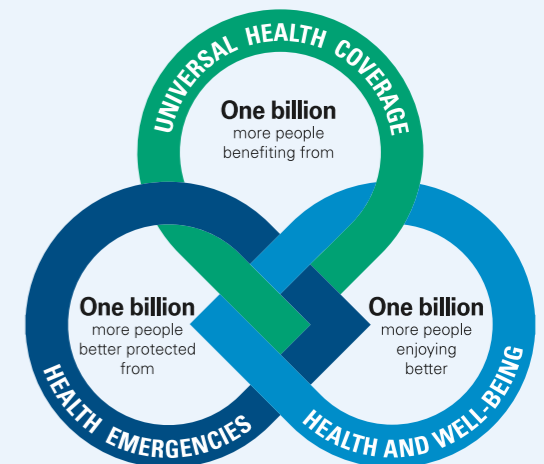 UNIVERSAL HEALTH COVERAGE
One billion
more people
benefiting from
One billion
more people
better protected
from
HEALTH EMERGENCIES
One billion
more people
enjoying
better
HEALTH AND WELL-BEING